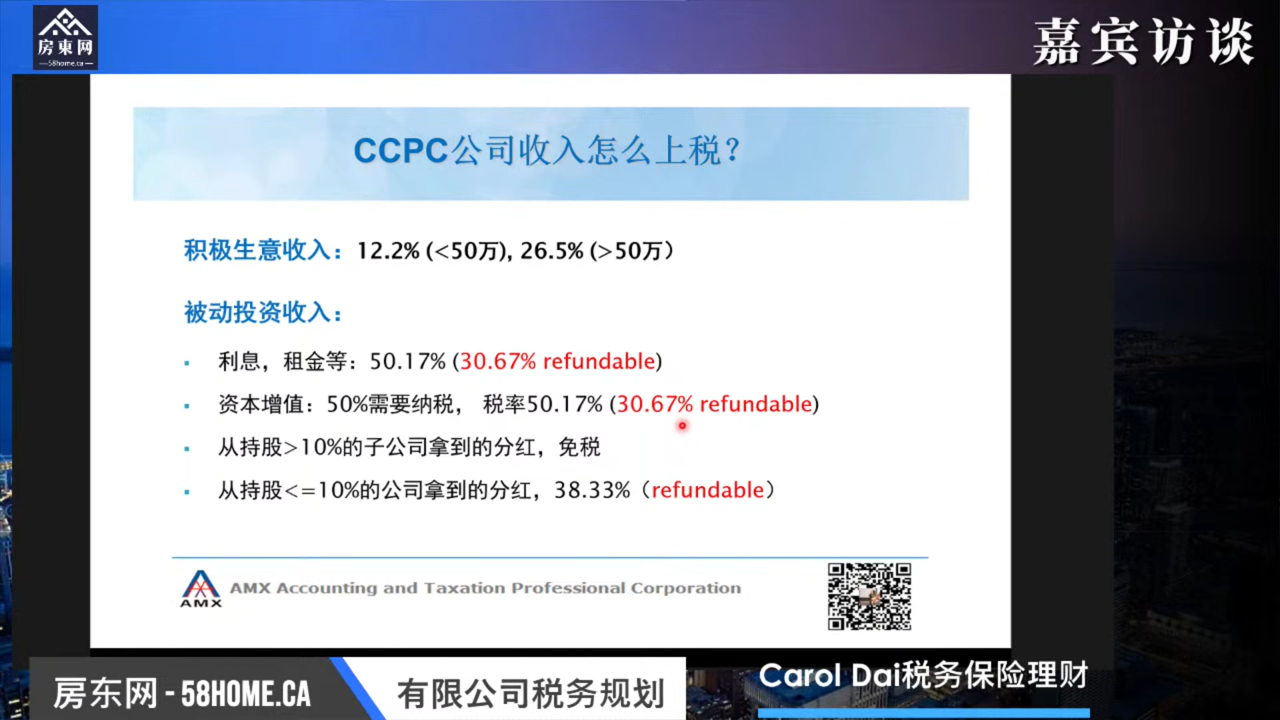 房東网
58home.ca
嘉宾访谈
CCPC公司收入怎么上税？
积极生意收入：12.2% (<50万), 26.5% (>50万）
被动投资收入：
▪ 利息，租金等：50.17% (30.67% refundable)
▪ 资本增值：50%需要纳税， 税率50.17% (30.67% refundable)
▪ 从持股>10%的子公司拿到的分红，免税
▪ 从持股<=10%的公司拿到的分红，38.33%（refundable）
AMX
AMX Accounting and Taxation Professional Corporation
房东网 - 58HOME.CA
有限公司税务规划
Carol Dai税务保险理财